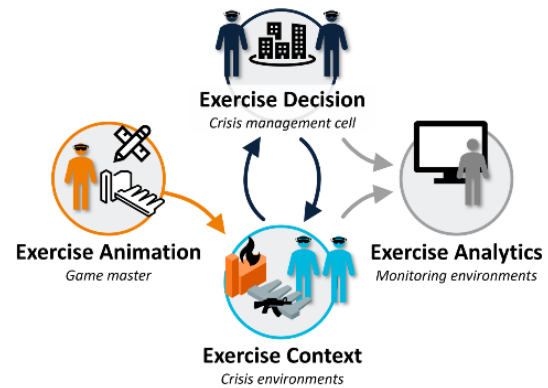 Exercise Decision
Crisis management cell
Exercise Animation
Game master
Exercise Analytics
Monitoring environments
Exercise Context
Crisis environments